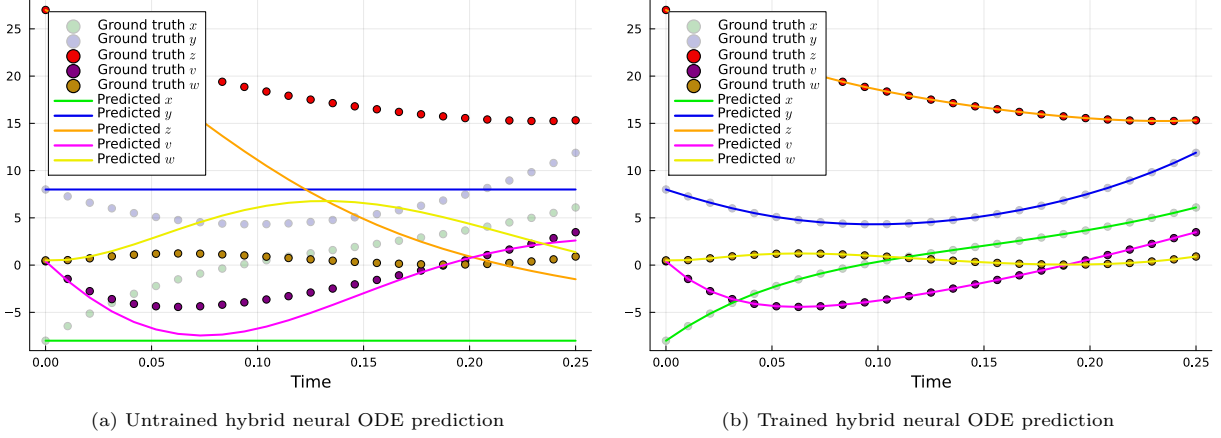 25
20
15
10
5
0
−5
0.00
0.05
0.10
0.15
0.20
0.25
Time
Ground truth x
Ground truth y
Ground truth z
Ground truth v
Ground truth w
Predicted x
Predicted y
Predicted z
Predicted v
Predicted w
(a) Untrained hybrid neural ODE prediction
25
20
15
10
5
0
−5
0.00
0.05
0.10
0.15
0.20
0.25
Time
Ground truth x
Ground truth y
Ground truth z
Ground truth v
Ground truth w
Predicted x
Predicted y
Predicted z
Predicted v
Predicted w
(b) Trained hybrid neural ODE prediction